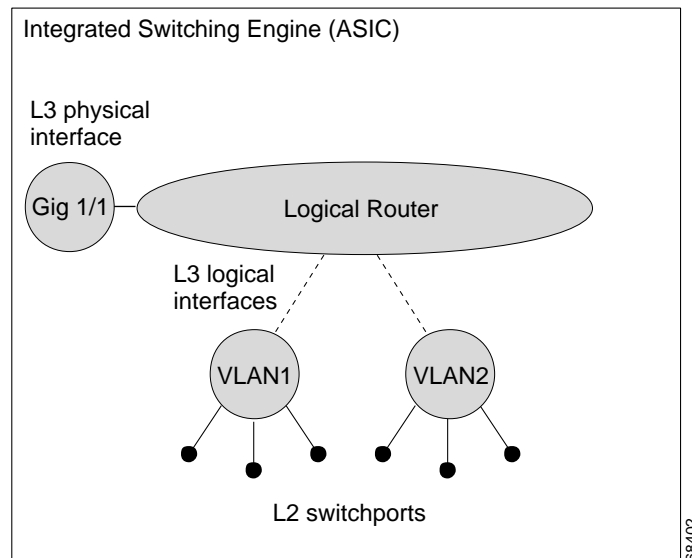 Integrated Switching Engine (ASIC)
L3 physical
interface
Gig 1/1
Logical Router
L3 logical
interfaces
VLAN1
VLAN2
L2 switchports
68402